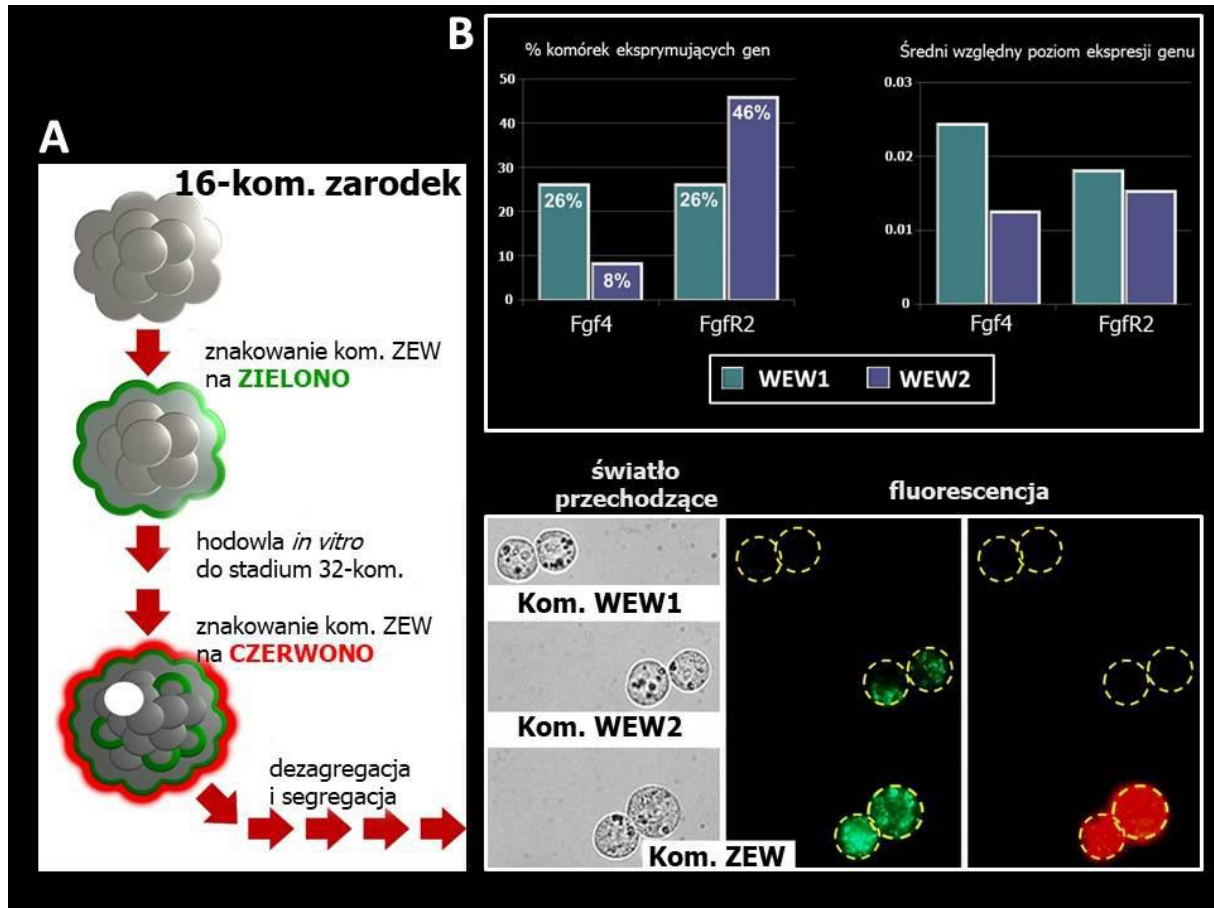 A
16-kom. zarodek
znakowanie kom. ZEW
na ZIELONO
hodowla in vitro
do stadium 32-kom.
znakowanie kom. ZEW
na CZERWONO
dezagregacja
i segregacja
B
% komórek eksprymujących gen
50
40
30
20
10
0
26%
8%
26%
46%
Fgf4
FgfR2
Średni względny poziom ekspresji genu
0.03
0.02
0.01
0
Fgf4
FgfR2
WEW1
WEW2
światło
przechodzące
fluorescencja
Kom. WEW1
Kom. WEW2
Kom. ZEW